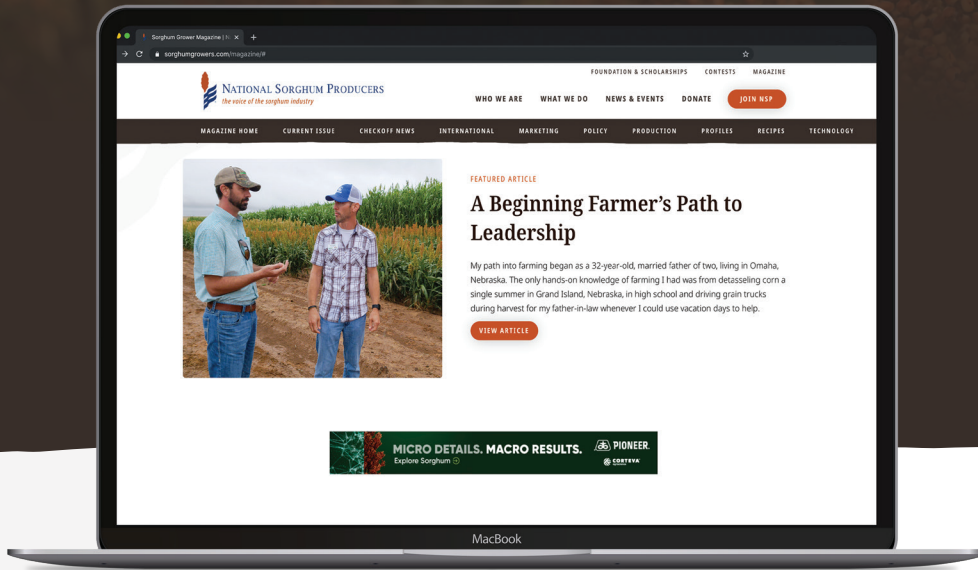 Sorghum Grower Magazine | N
sorghumgrowers.com/magazine/#
FOUNDATION & SCHOLARSHIPS CONTESTS MAGAZINE
NATIONAL SORGHUM PRODUCERS
the voice of the sorghum industry
WHO WE ARE WHAT WE DO NEWS & EVENTS DONATE JOIN NSP
MAGAZINE HOME CURRENT ISSUE CHECKOFF NEWS INTERNATIONAL MARKETING POLICY PRODUCTION PROFILES RECIPES TECHNOLOGY
FEATURED ARTICLE
A Beginning Farmer's Path to
Leadership
My path into farming began as a 32-year-old, married father of two, living in Omaha,
Nebraska. The only hands-on knowledge of farming I had was from detasseling corn a
single summer in Grand Island, Nebraska, in high school and driving grain trucks
during harvest for my father-in-law whenever I could use vacation days to help.
VIEW ARTICLE
MICRO DETAILS. MACRO RESULTS.
Explore Sorghum
PIONEER.
CORTEVA
MacBook